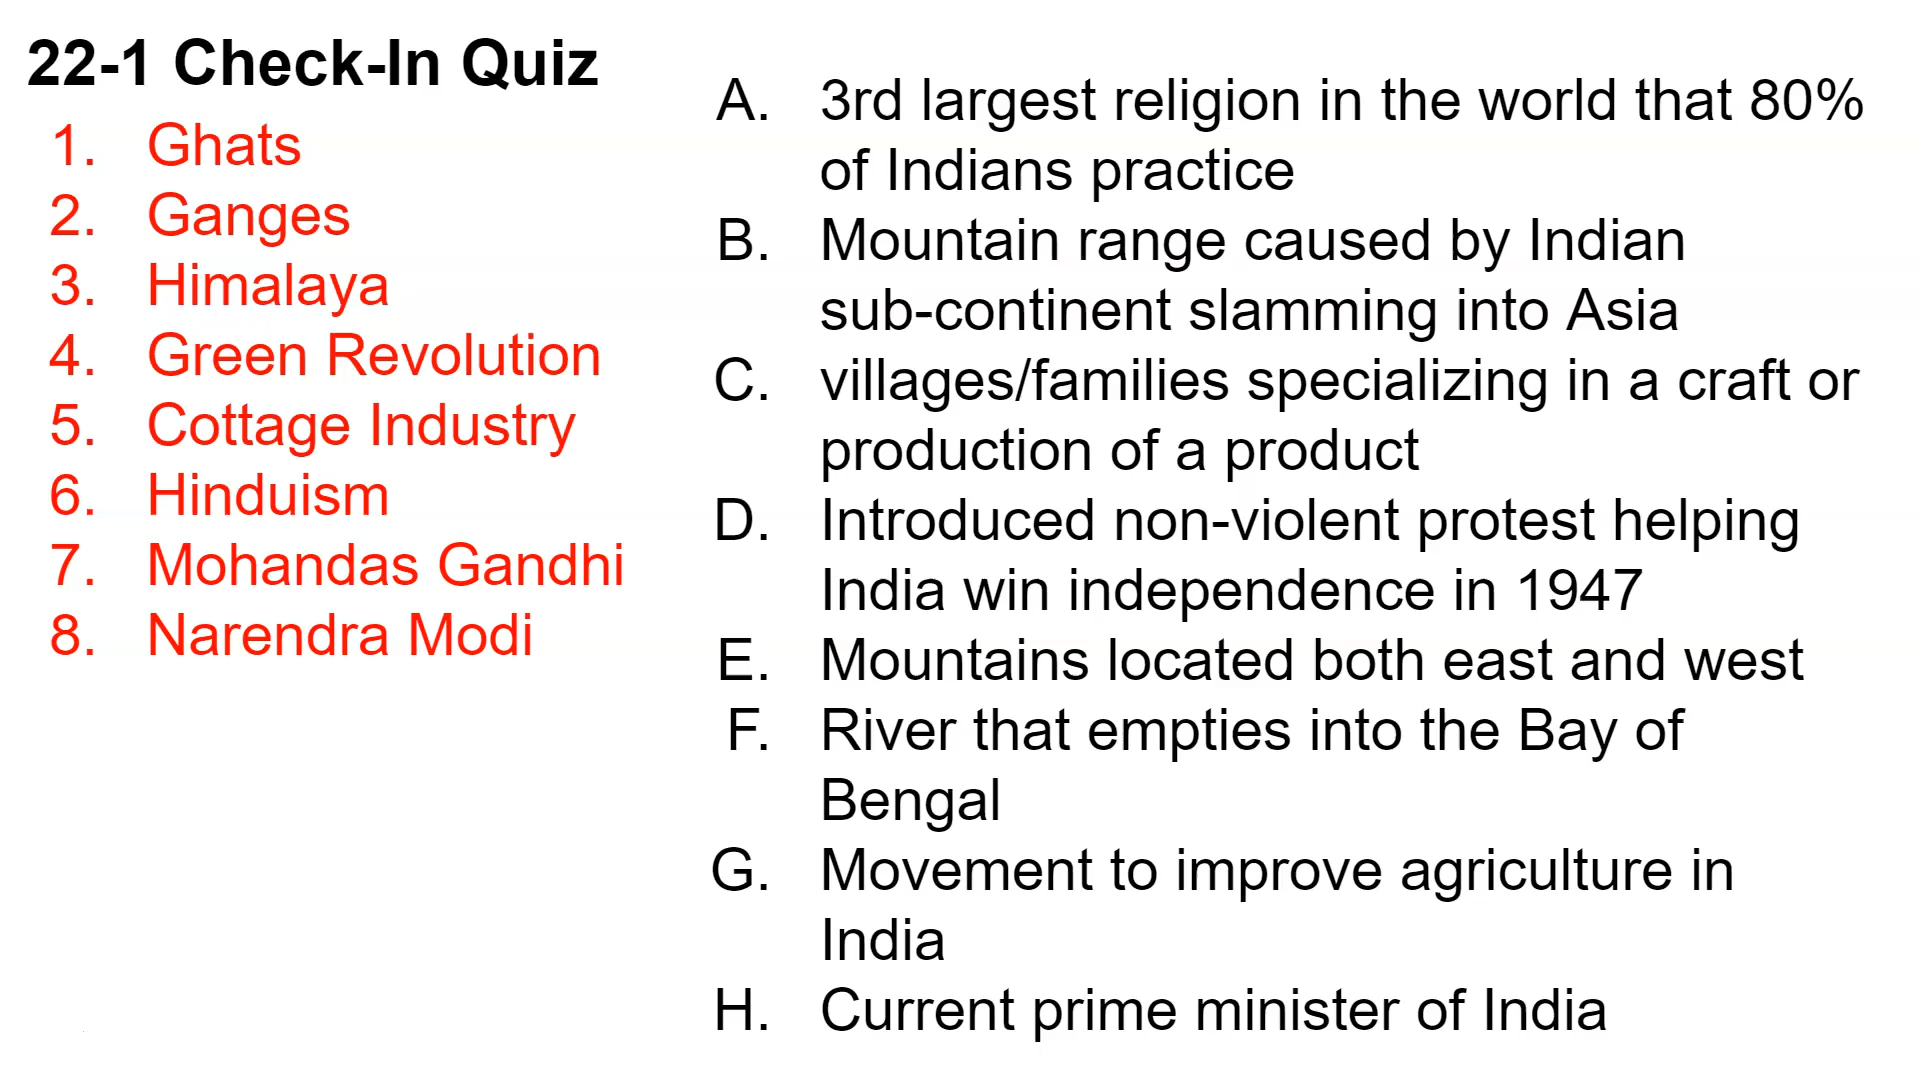 22-1 Check-In Quiz
1. Ghats
2. Ganges
3. Himalaya
4. Green Revolution
5. Cottage Industry
6. Hinduism
7. Mohandas Gandhi
8. Narendra Modi
A. 3rd largest religion in the world that 80%
of Indians practice
B. Mountain range caused by Indian
sub-continent slamming into Asia
C. villages/families specializing in a craft or
production of a product
D. Introduced non-violent protest helping
India win independence in 1947
E. Mountains located both east and west
F. River that empties into the Bay of
Bengal
G. Movement to improve agriculture in
India
H. Current prime minister of India